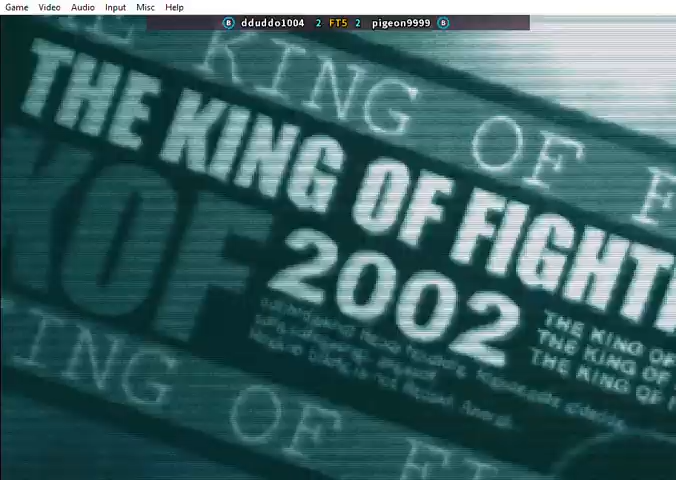 Game Video Audio Input Misc Help
B dduddo1004 2 FT5 2 pigeon9999 B
KING OF F
THE KING OF FIGHT
KOF
2002
THE KING OF
THE KING OF
THE KING OF
ING OF FI